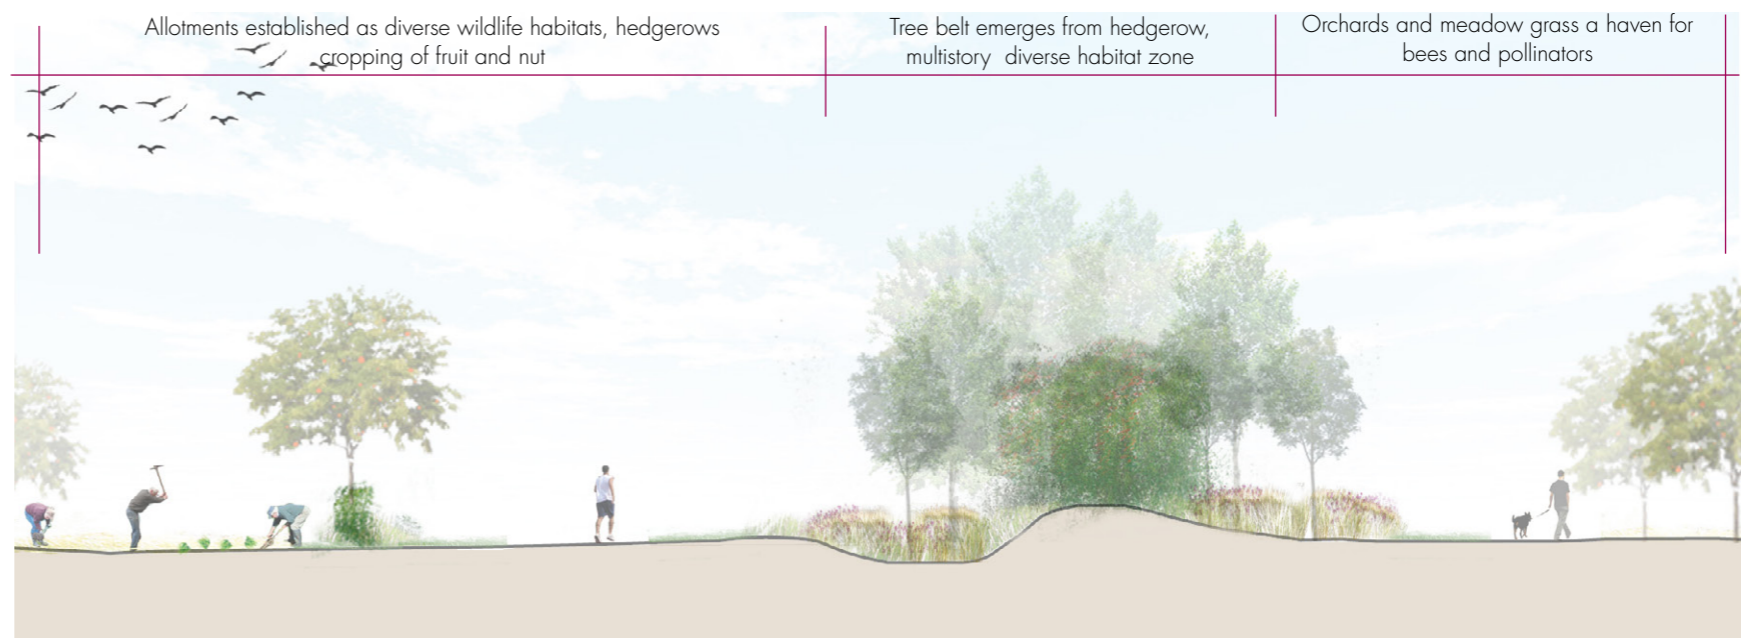 Allotments established as diverse wildlife habitats, hedgerows
cropping of fruit and nut
Tree belt emerges from hedgerow,
multistory  diverse habitat zone
Orchards and meadow grass a haven for
bees and pollinators